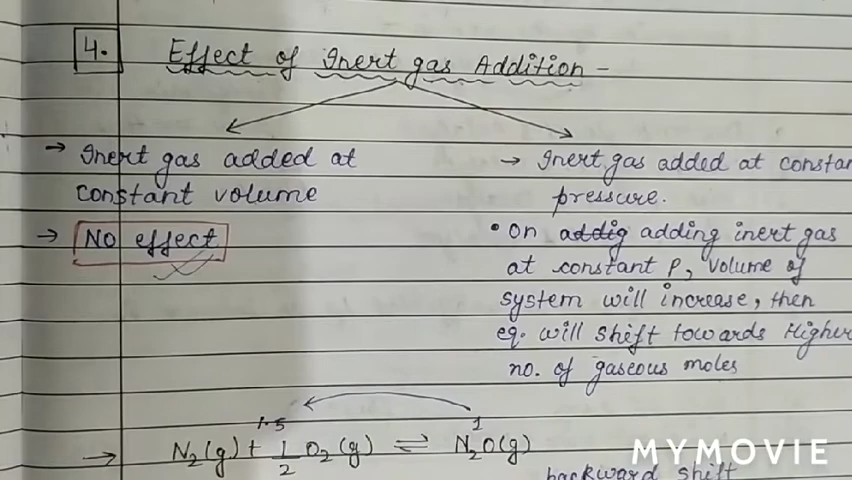 4. Effect of Inert gas Addition -
→ Inert gas added at
constant volume
→ NO effect
→ Inert gas added at constan
pressure.
• On addig adding inert gas
at constant P, volume of
system will increase, then
eq. will shift towards Higher
no. of gaseous moles
1.5 1
→ N₂(g) + 1/2 O₂(g) ⇌ N₂O(g)
backward shift
MYMOVIE